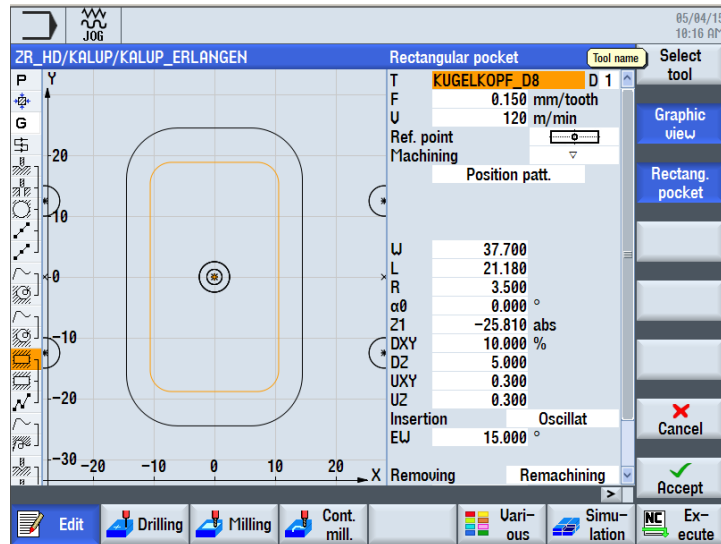 JOG
05/04/15
10:16 AM
ZR_HD/KALUP/KALUP_ERLANGEN
Rectangular pocket
Tool name
Select
tool
P
Y
T KUGELKOPF_D8 D 1
F 0.150 mm/tooth
V 120 m/min
Ref. point
Machining ▽
Position patt.
Graphic
view
Rectang.
pocket
G
20
10
0
-10
-20
-30
-20 -10 0 10 20 X
W 37.700
L 21.180
R 3.500
α0 0.000 °
Z1 -25.810 abs
DXY 10.000 %
DZ 5.000
UXY 0.300
UZ 0.300
Insertion Oscillat
EW 15.000 °
Removing Remachining
Cancel
Accept
>
Edit
Drilling
Milling
Cont.
mill.
Vari-
ous
Simu-
lation
NC
Ex-
ecute